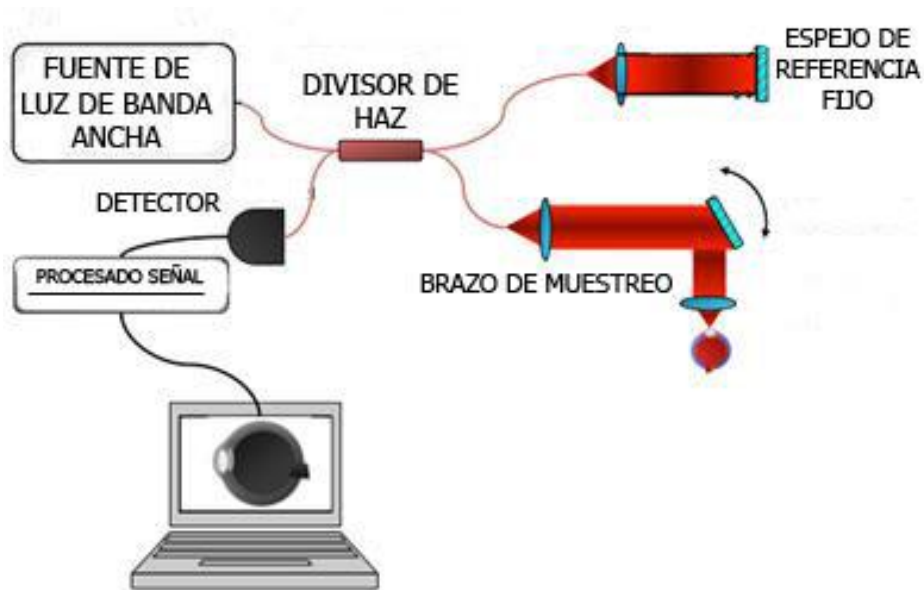 FUENTE DE
LUZ DE BANDA
ANCHA
DIVISOR DE
HAZ
ESPEJO DE
REFERENCIA
FIJO
DETECTOR
PROCESADO SEÑAL
BRAZO DE MUESTREO